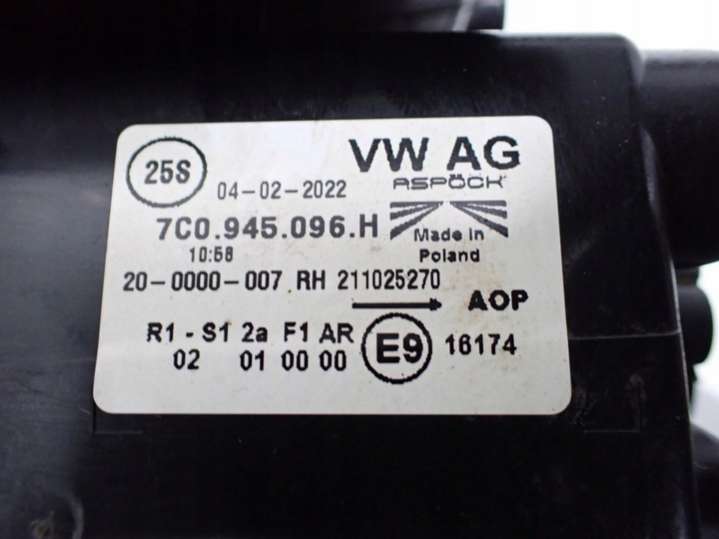 25S
VW AG
ASPÖCK
04-02-2022
7C0.945.096.H
Made in
Poland
10:58
20-0000-007 RH 211025270
AOP
R1 - S1 2a F1 AR
02 01 00 00
E9 16174